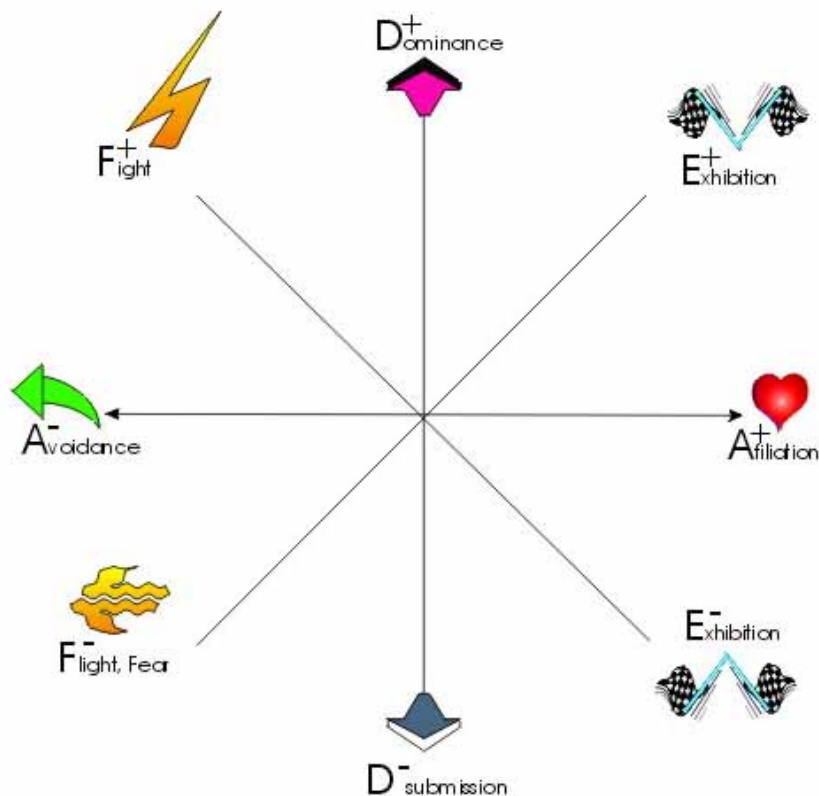 D⁺ominance
F⁺ight
E⁺xhibition
A⁻voidance
A⁺filiation
F⁻light, Fear
E⁻xhibition
D⁻submission